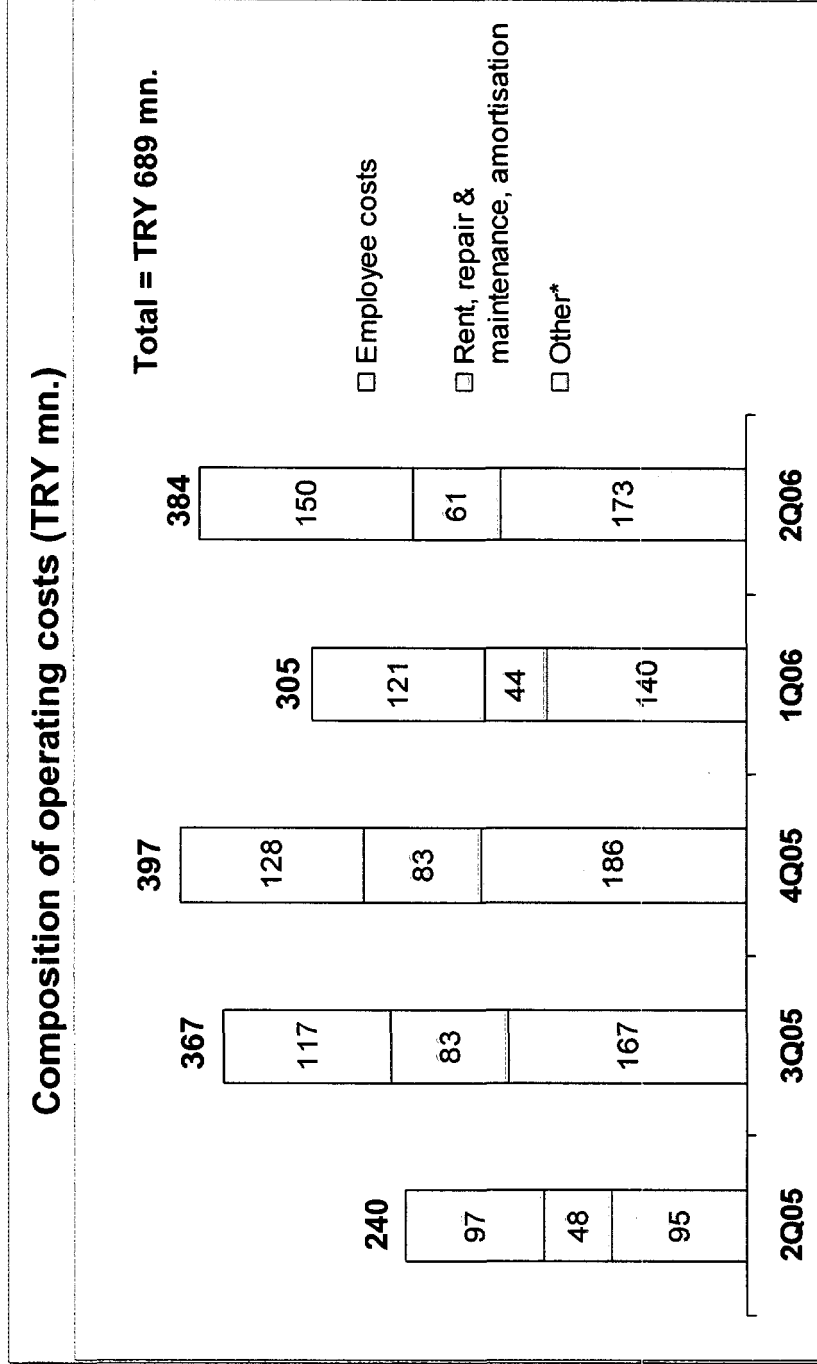 Composition of operating costs (TRY mn.)
Total = TRY 689 mn.
240
367
397
305
384
97
117
128
121
150
48
83
83
44
61
95
167
186
140
173
2Q05
3Q05
4Q05
1Q06
2Q06
Employee costs
Rent, repair &
maintenance, amortisation
Other*